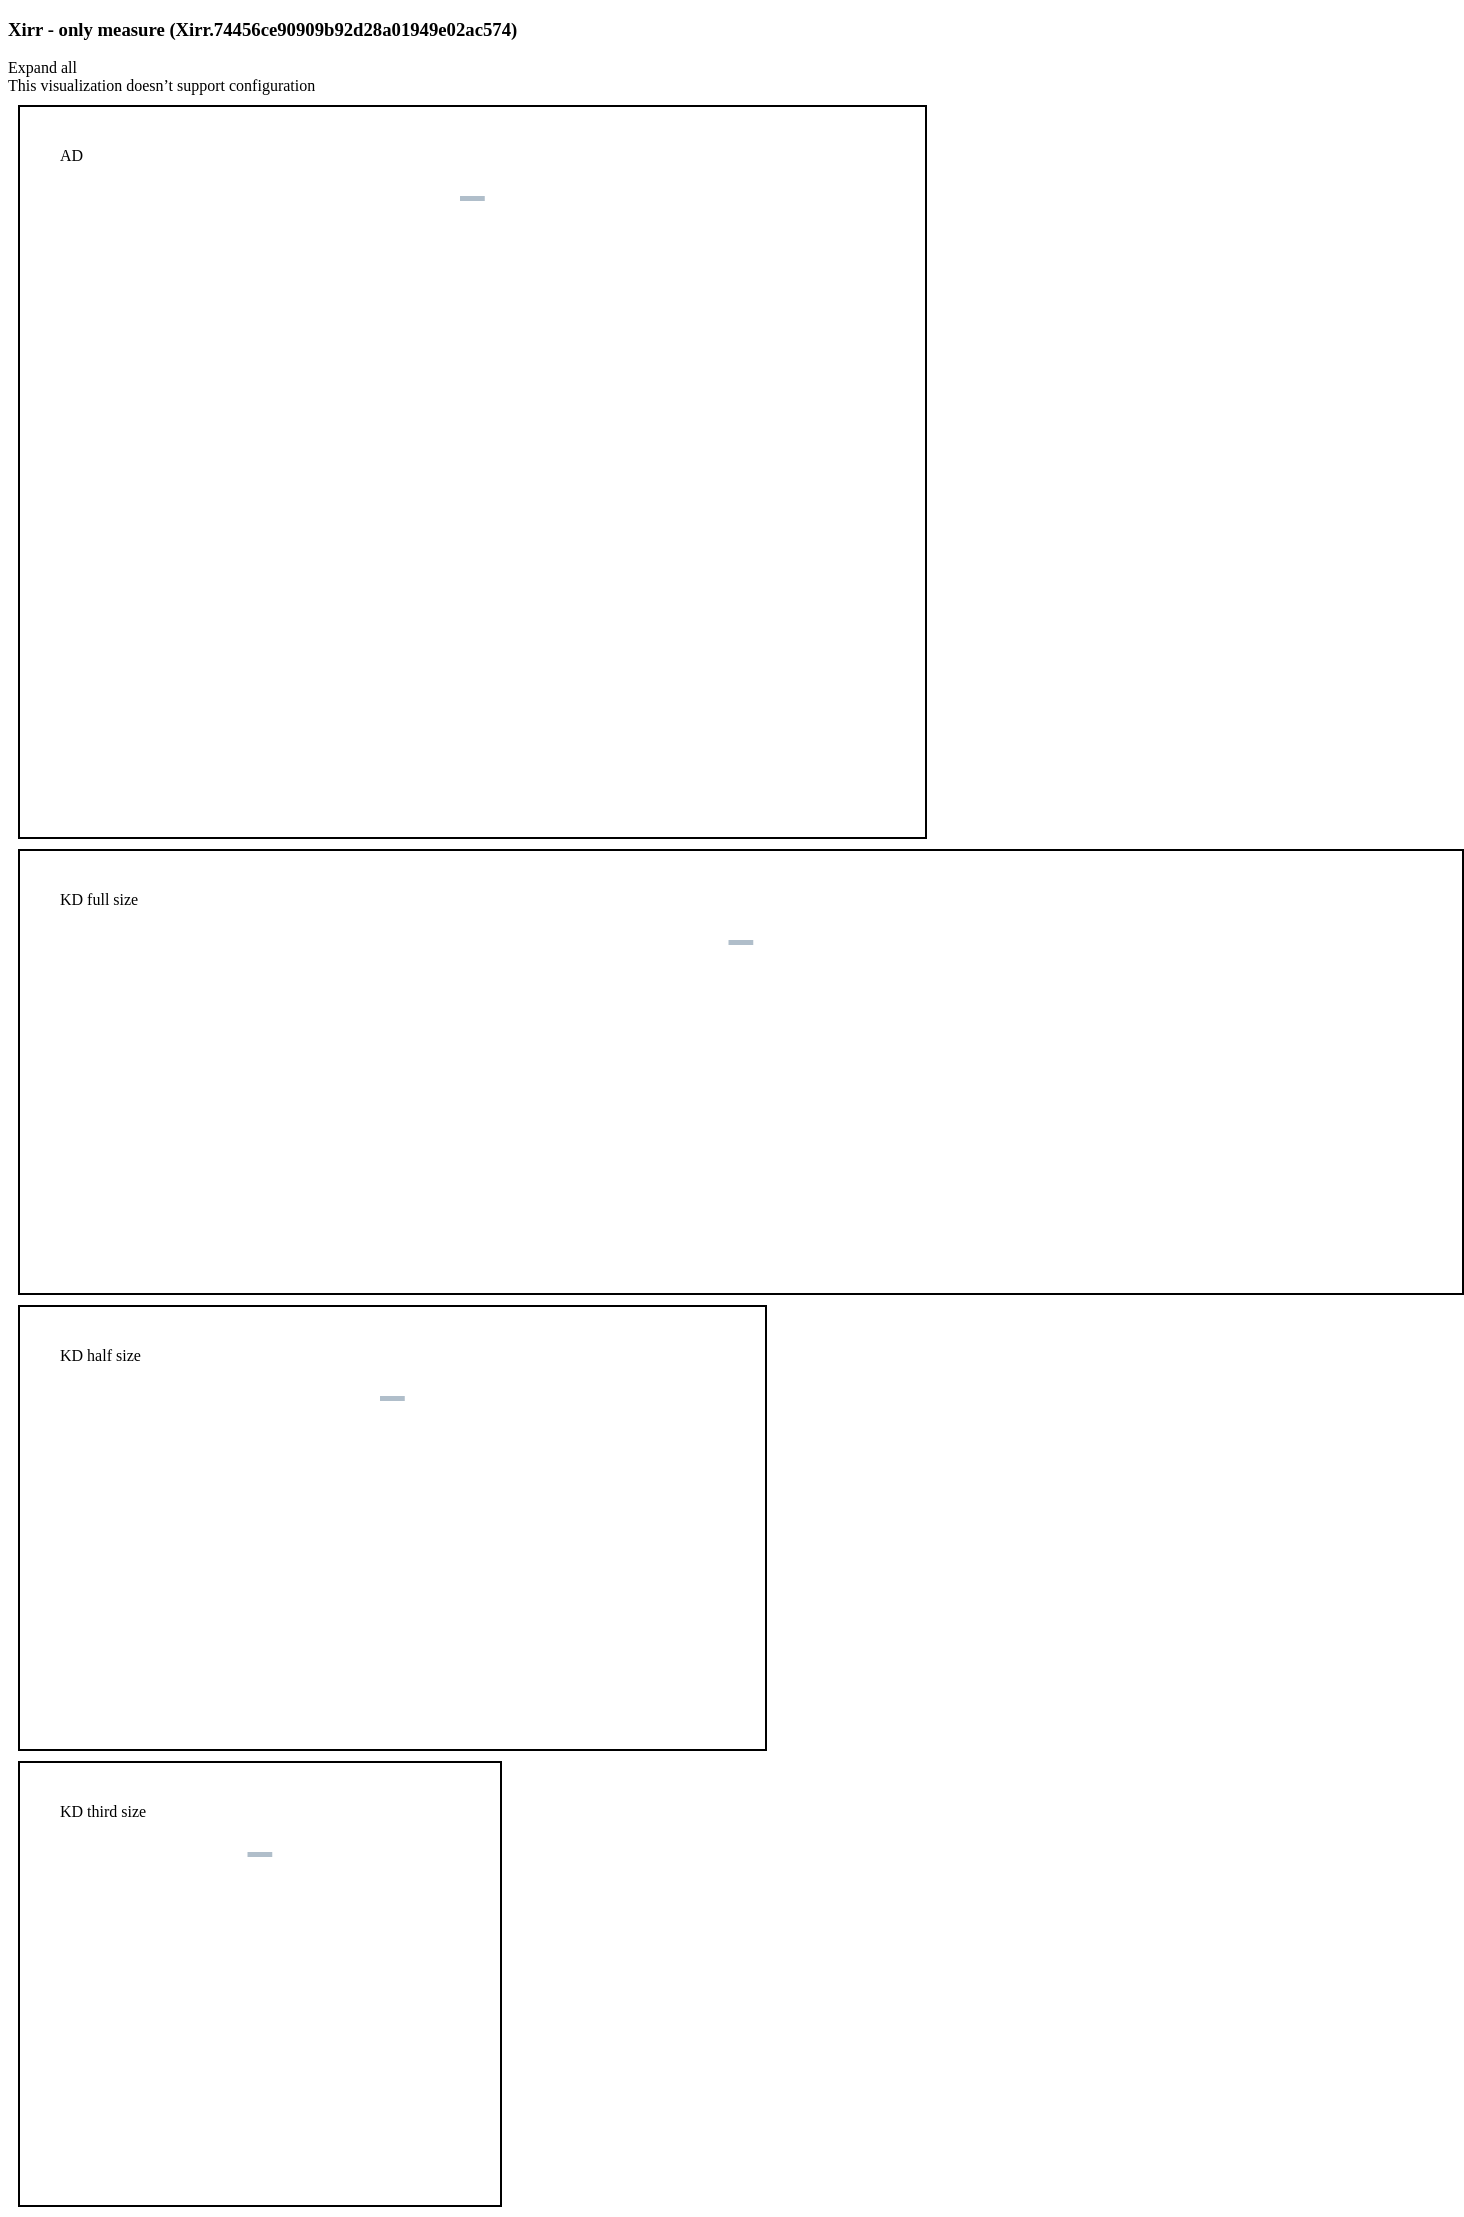 Xirr - only measure (Xirr.74456ce90909b92d28a01949e02ac574)
Expand all
This visualization doesn’t support configuration
AD
–
KD full size
–
KD half size
–
KD third size
–